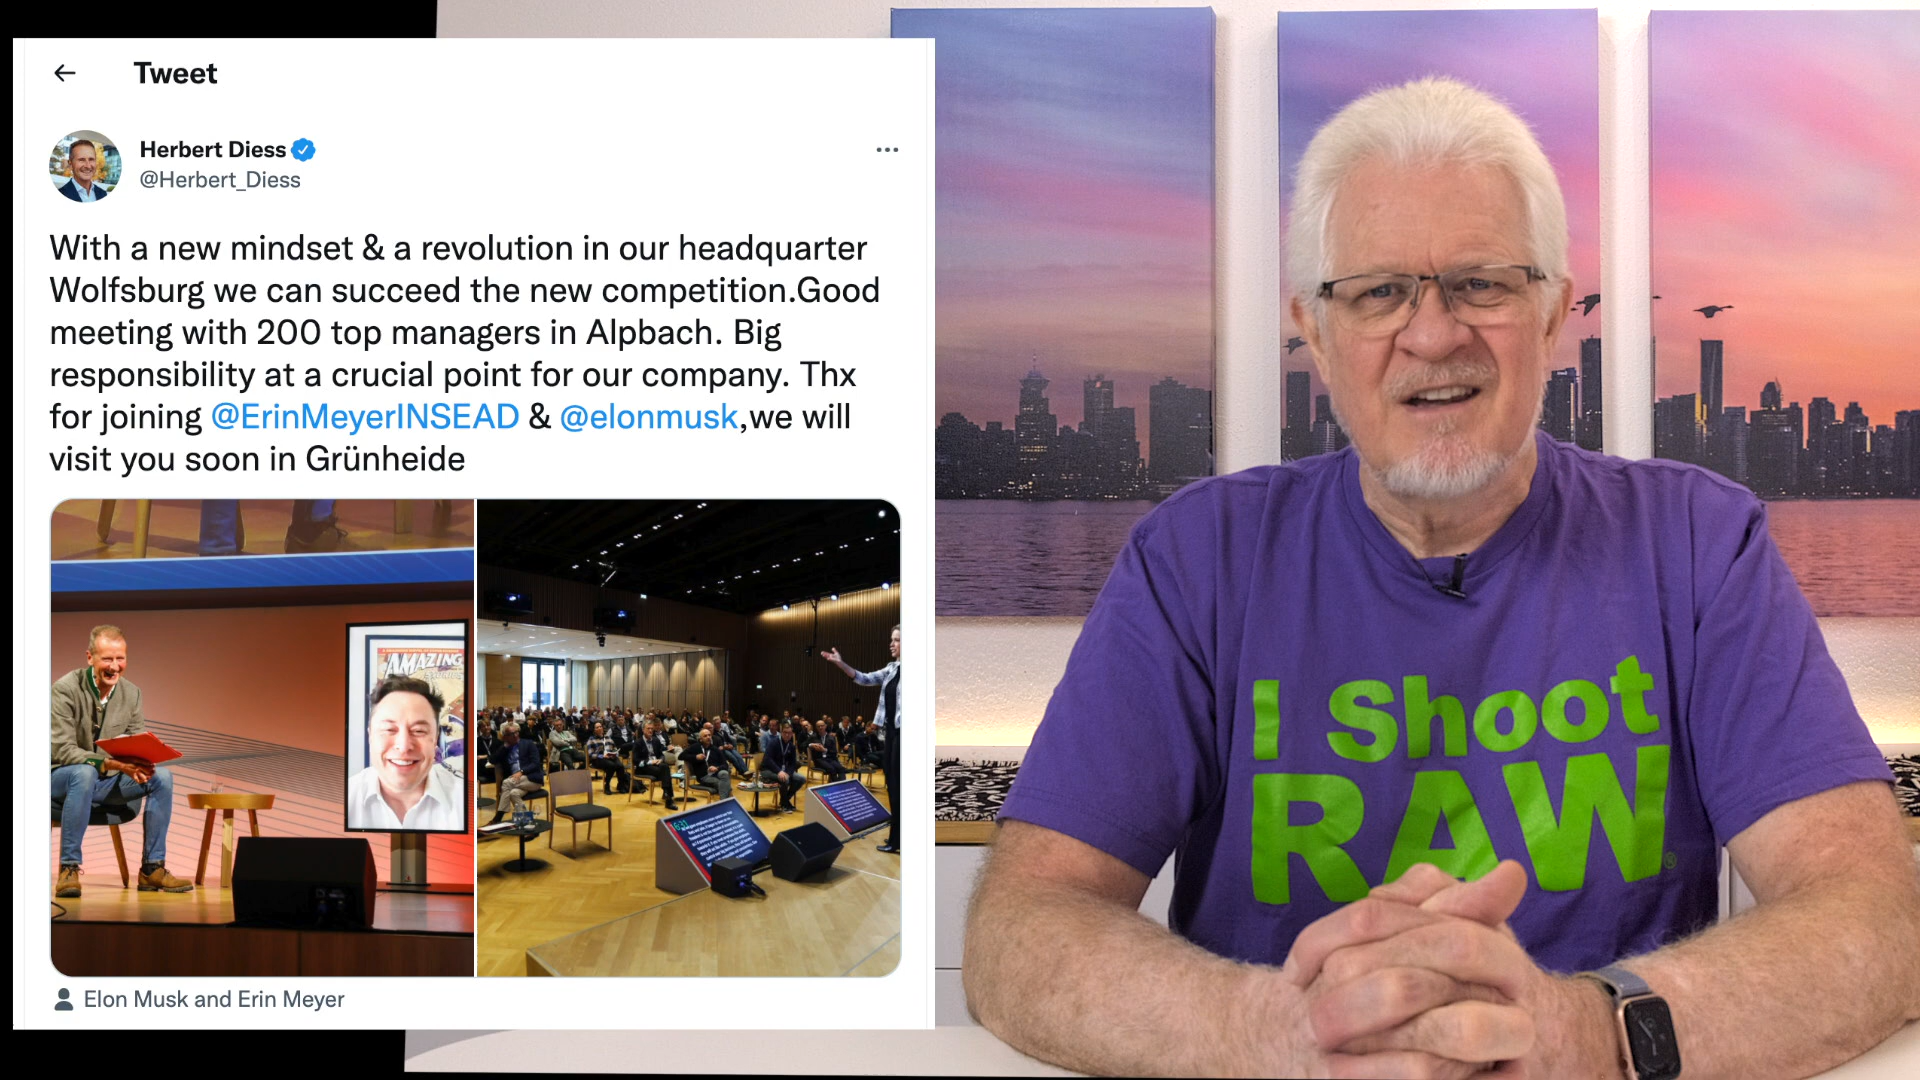 Tweet
Herbert Diess
@Herbert_Diess
With a new mindset & a revolution in our headquarter
Wolfsburg we can succeed the new competition.Good
meeting with 200 top managers in Alpbach. Big
responsibility at a crucial point for our company. Thx
for joining @ErinMeyerINSEAD & @elonmusk,we will
visit you soon in Grünheide
AMAZING
Elon Musk and Erin Meyer
I Shoot
RAW